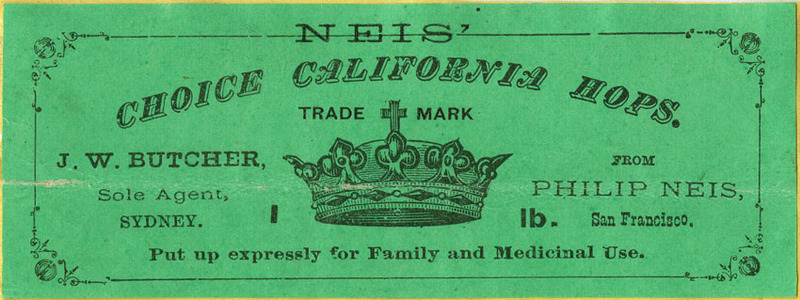 NEIS'
CHOICE CALIFORNIA HOPS.
TRADE MARK
J. W. BUTCHER,
Sole Agent,
SYDNEY.
1 lb.
FROM
PHILIP NEIS,
San Francisco.
Put up expressly for Family and Medicinal Use.